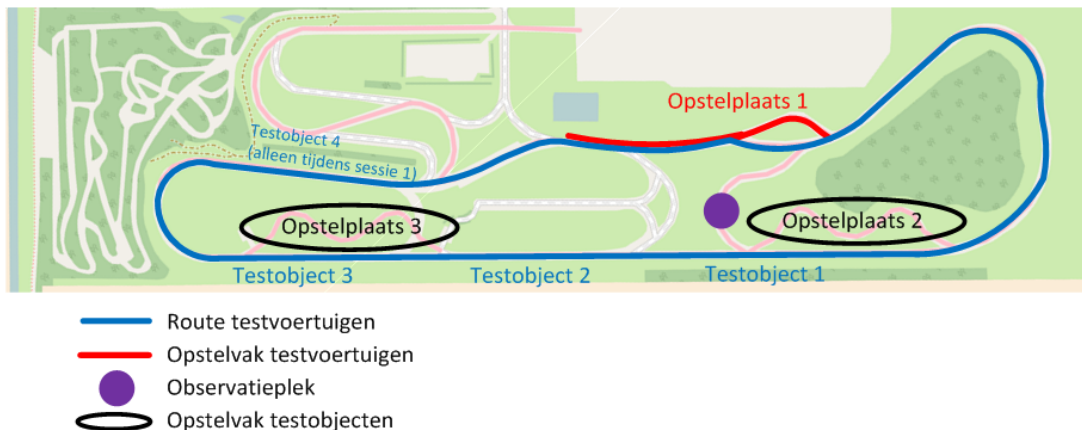 Opstelplaats 1
Testobject 4
(alleen tijdens sessie 1)
Opstelplaats 3
Opstelplaats 2
Testobject 3
Testobject 2
Testobject 1
Route testvoertuigen
Opstelvak testvoertuigen
Observatieplek
Opstelvak testobjecten